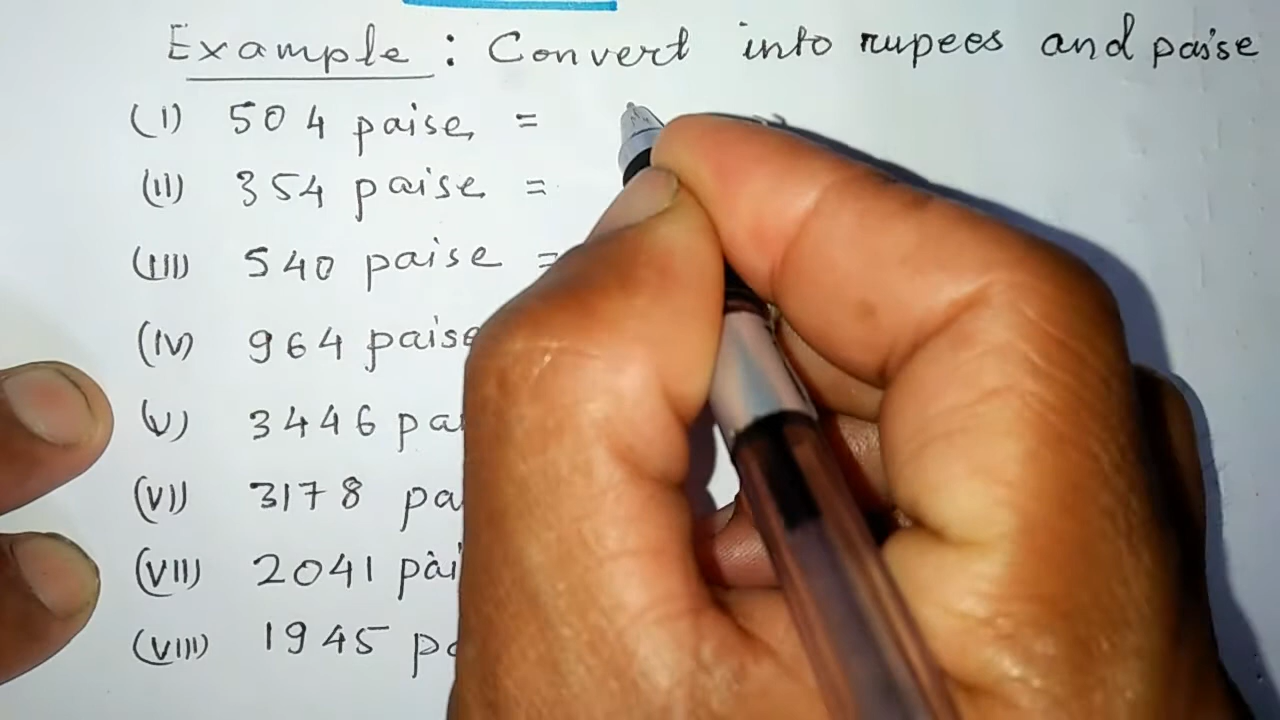 Example : Convert into rupees and paise
(I) 504 paise =
(II) 354 paise =
(III) 540 paise =
(IV) 964 paise
(V) 3446 pa
(VI) 3178 pa
(VII) 2041 pai
(VIII) 1945 pa